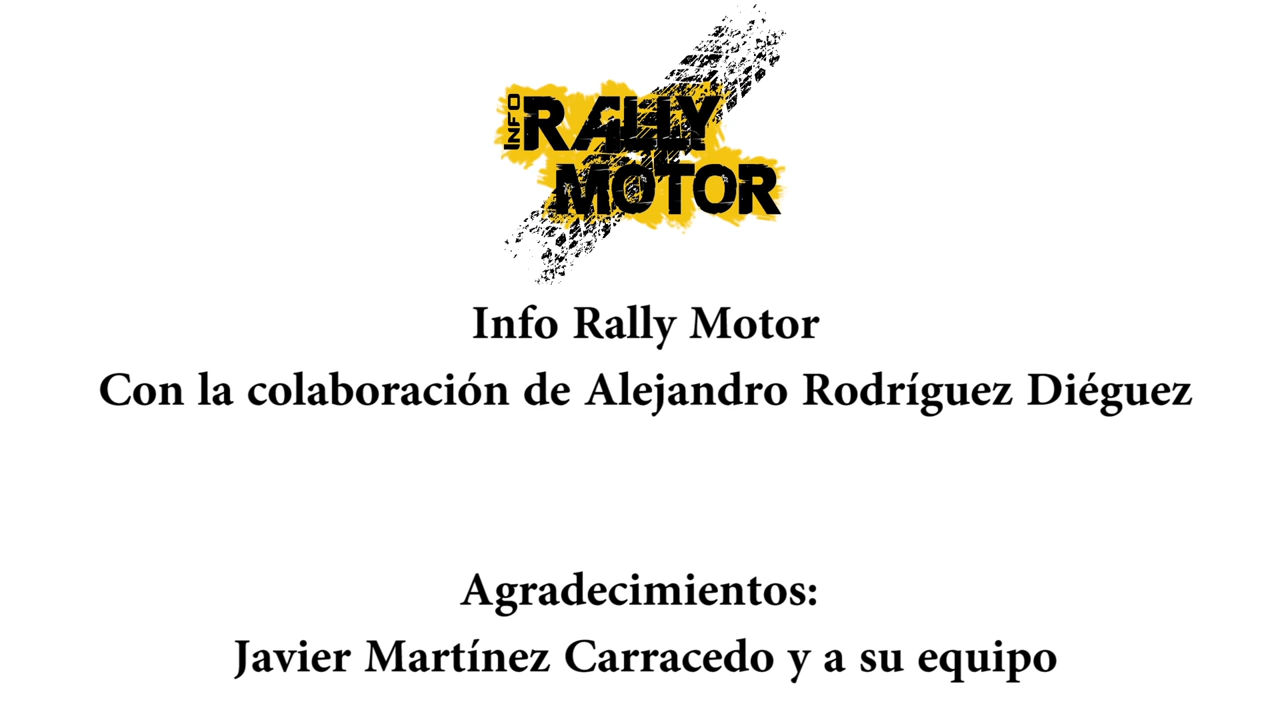 INFO
RALLY
MOTOR
Info Rally Motor
Con la colaboración de Alejandro Rodríguez Diéguez
Agradecimientos:
Javier Martínez Carracedo y a su equipo